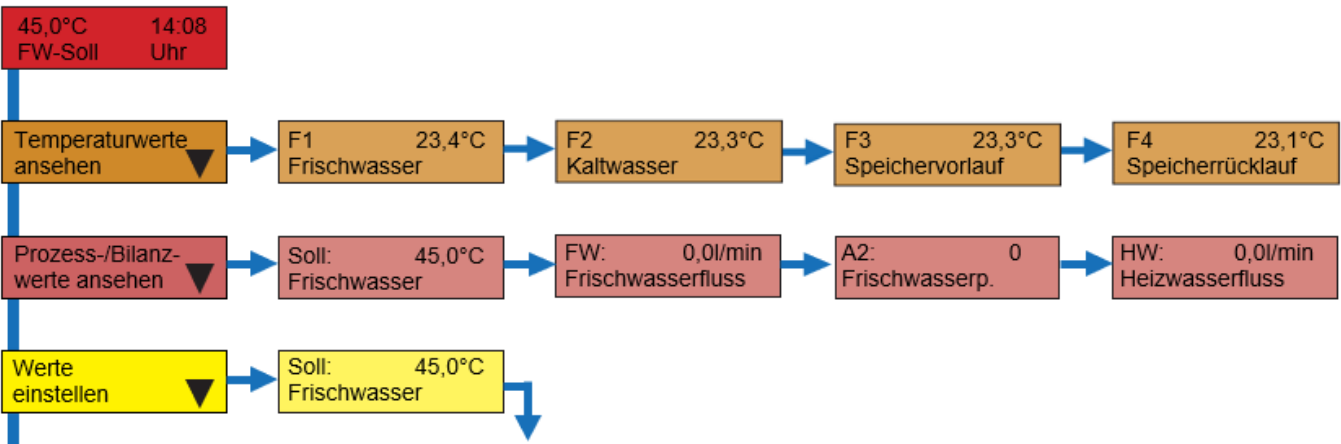 45,0°C 14:08
FW-Soll Uhr
Temperaturwerte
ansehen
F1 23,4°C
Frischwasser
F2 23,3°C
Kaltwasser
F3 23,3°C
Speichervorlauf
F4 23,1°C
Speicherrücklauf
Prozess-/Bilanz-
werte ansehen
Soll: 45,0°C
Frischwasser
FW: 0,0l/min
Frischwasserfluss
A2: 0
Frischwasserp.
HW: 0,0l/min
Heizwasserfluss
Werte
einstellen
Soll: 45,0°C
Frischwasser